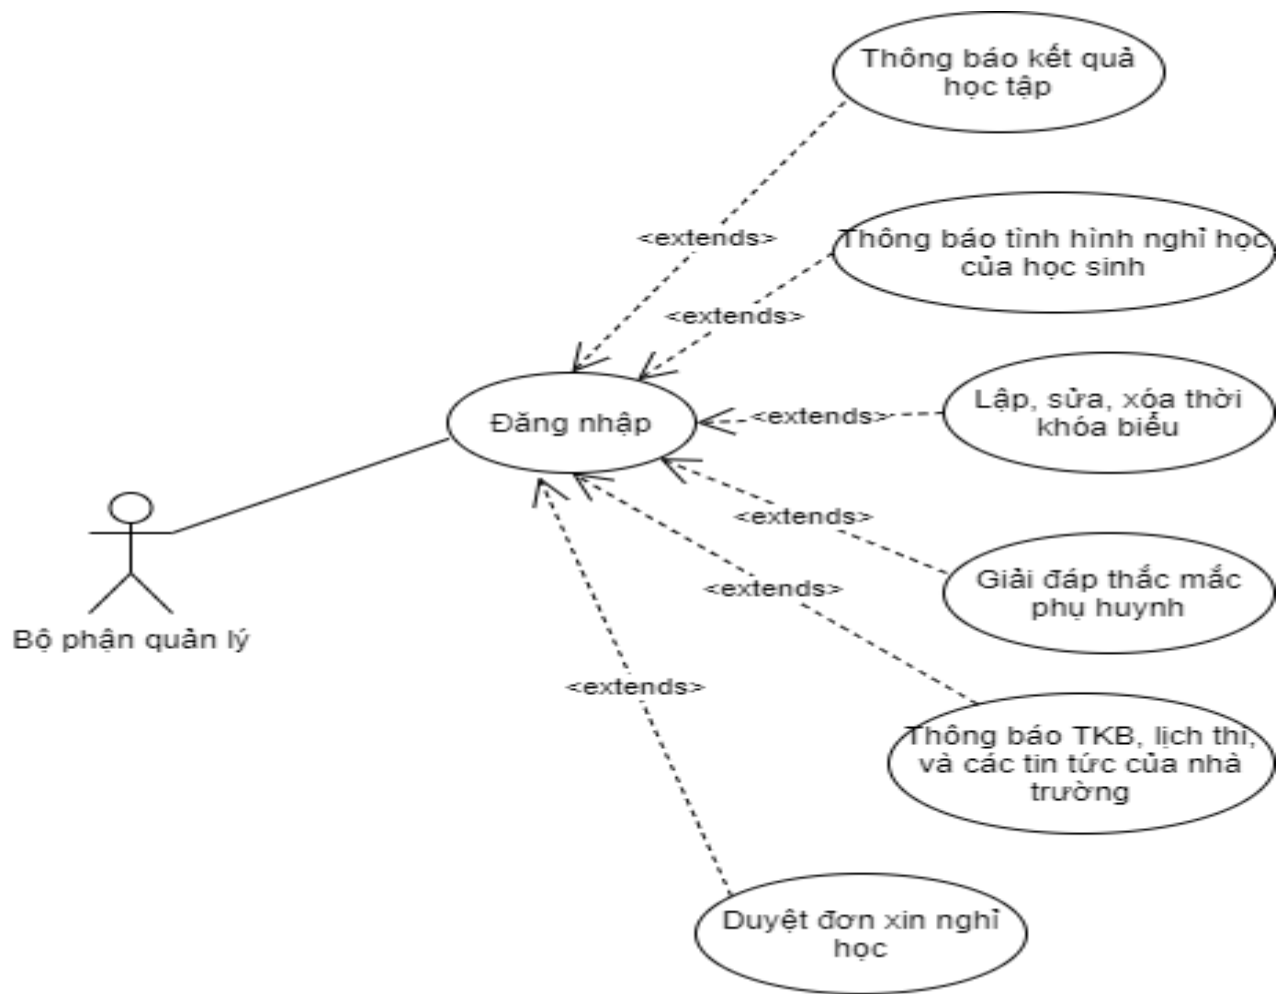 Thông báo kết quả
học tập
<extends>
Thông báo tình hình nghỉ học
của học sinh
<extends>
Lập, sửa, xóa thời
khóa biểu
<extends>
Đăng nhập
<extends>
Giải đáp thắc mắc
phụ huynh
<extends>
Bộ phận quản lý
<extends>
Thông báo TKB, lịch thi,
và các tin tức của nhà
trường
Duyệt đơn xin nghỉ
học